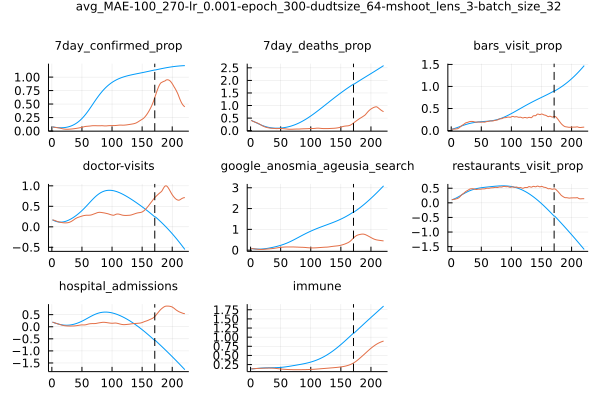 avg_MAE-100_270-lr_0.001-epoch_300-dudtsize_64-mshoot_lens_3-batch_size_32
7day_confirmed_prop
7day_deaths_prop
bars_visit_prop
1.00
0.75
0.50
0.25
0.00
0 50 100 150 200
2.5
2.0
1.5
1.0
0.5
0.0
0 50 100 150 200
1.5
1.0
0.5
0.0
0 50 100 150 200
doctor-visits
google_anosmia_ageusia_search
restaurants_visit_prop
1.0
0.5
0.0
−0.5
0 50 100 150 200
3
2
1
0
0 50 100 150 200
0.5
0.0
−0.5
−1.0
−1.5
0 50 100 150 200
hospital_admissions
immune
0.5
0.0
−0.5
−1.0
−1.5
0 50 100 150 200
1.75
1.50
1.25
1.00
0.75
0.50
0.25
0 50 100 150 200